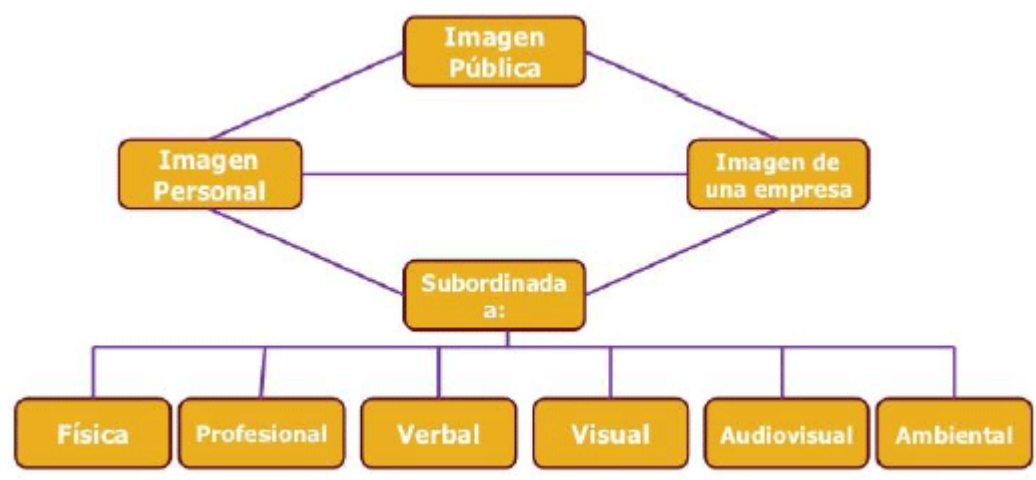 Imagen
Pública
Imagen
Personal
Imagen de
una empresa
Subordinada
a:
Física
Profesional
Verbal
Visual
Audiovisual
Ambiental